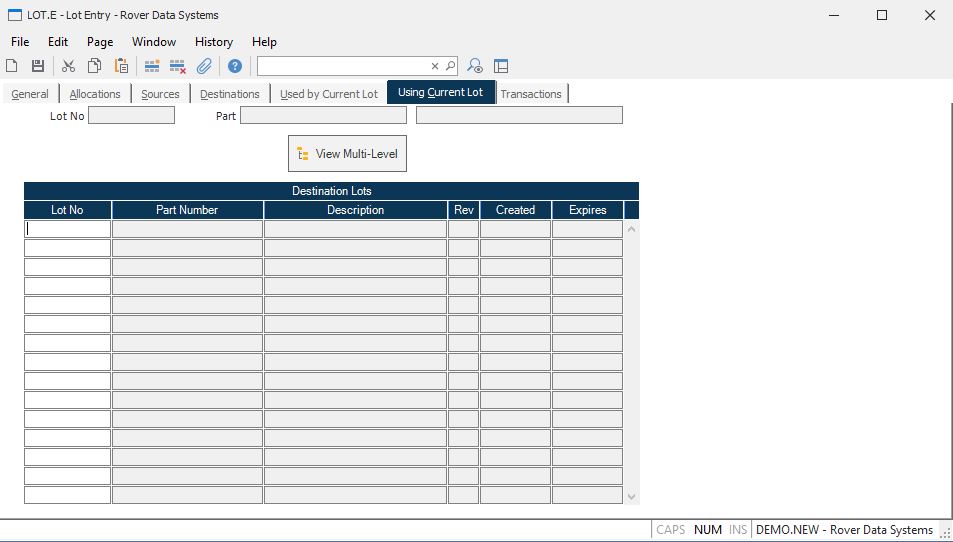 LOT.E - Lot Entry - Rover Data Systems
File Edit Page Window History Help
General Allocations Sources Destinations Used by Current Lot Using Current Lot Transactions
Lot No Part
View Multi-Level
Destination Lots
Lot No Part Number Description Rev Created Expires
CAPS NUM INS DEMO.NEW - Rover Data Systems